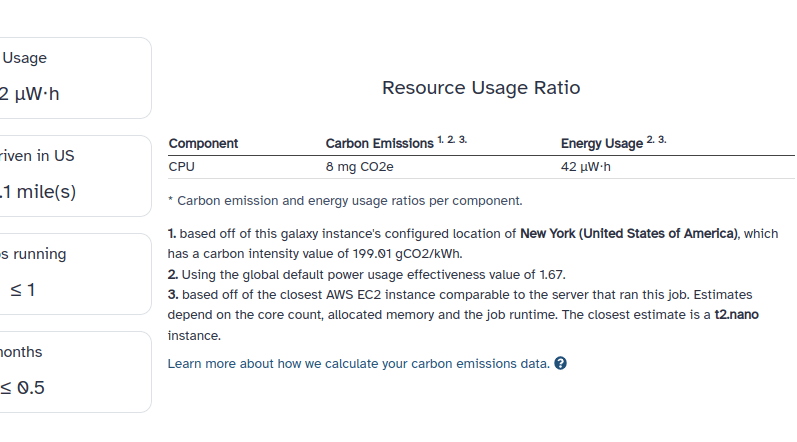 Usage
2 µW·h
riven in US
.1 mile(s)
s running
≤ 1
onths
≤ 0.5
Resource Usage Ratio
Component Carbon Emissions 1. 2. 3. Energy Usage 2. 3.
CPU 8 mg CO2e 42 µW·h
* Carbon emission and energy usage ratios per component.
1. based off of this galaxy instance's configured location of New York (United States of America), which
has a carbon intensity value of 199.01 gCO2/kWh.
2. Using the global default power usage effectiveness value of 1.67.
3. based off of the closest AWS EC2 instance comparable to the server that ran this job. Estimates
depend on the core count, allocated memory and the job runtime. The closest estimate is a t2.nano
instance.
Learn more about how we calculate your carbon emissions data. ?